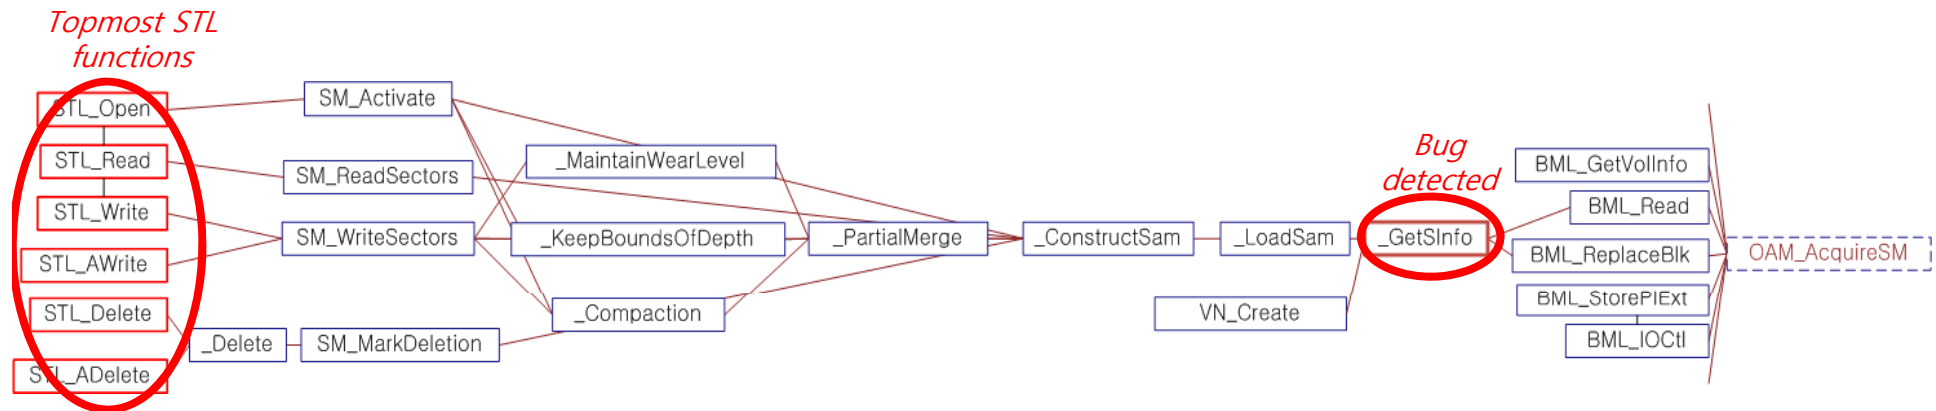 Topmost STL
functions
STL_Open
STL_Read
STL_Write
STL_AWrite
STL_Delete
STL_ADelete
_Delete
SM_Activate
SM_ReadSectors
SM_WriteSectors
SM_MarkDeletion
_MaintainWearLevel
_KeepBoundsOfDepth
_Compaction
_PartialMerge
_ConstructSam
_LoadSam
VN_Create
Bug
detected
_GetSInfo
BML_GetVolInfo
BML_Read
BML_ReplaceBlk
BML_StorePIExt
BML_IOCtl
OAM_AcquireSM